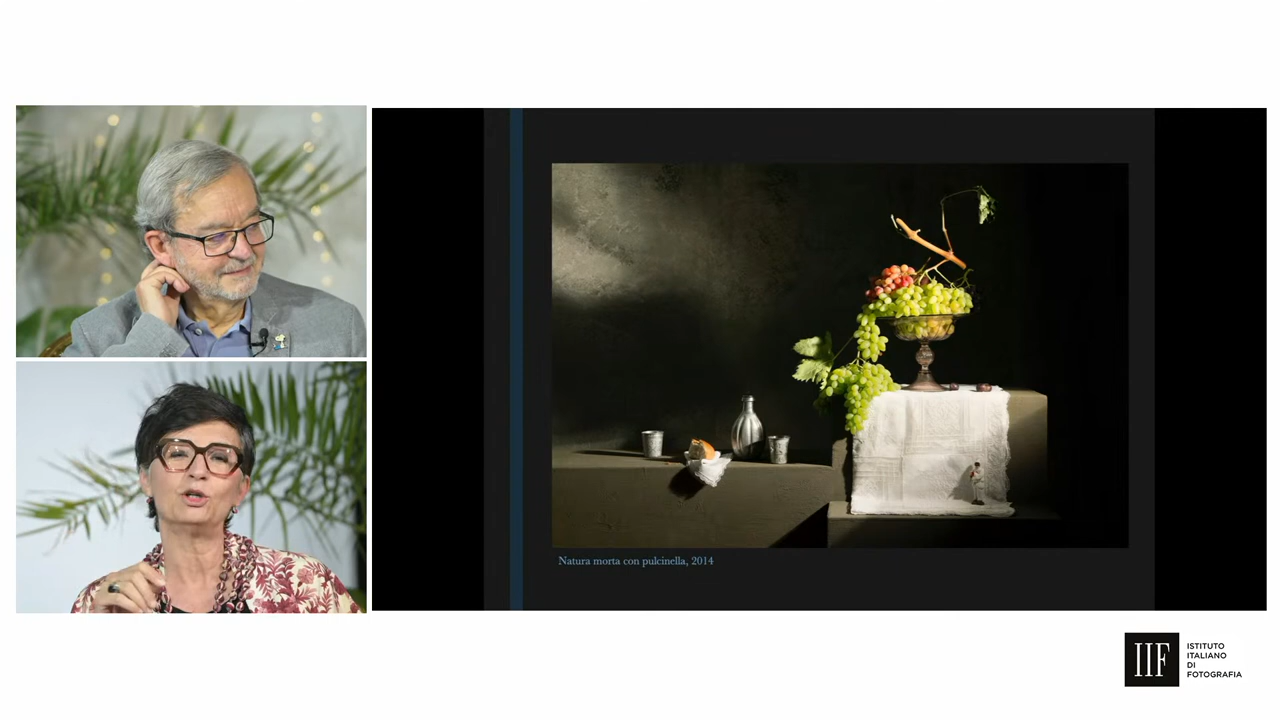 Natura morta con pulcinella, 2014
IIF
ISTITUTO
ITALIANO
DI
FOTOGRAFIA